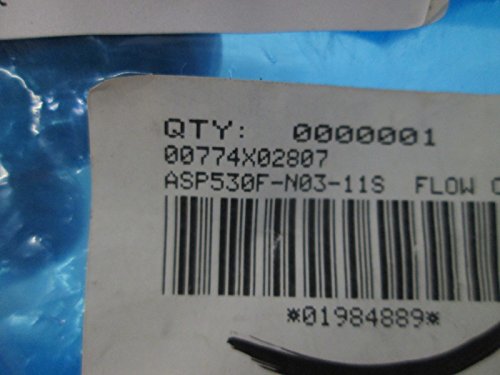 QTY: 0000001
00774X02807
ASP530F-N03-11S FLOW
*01984889*